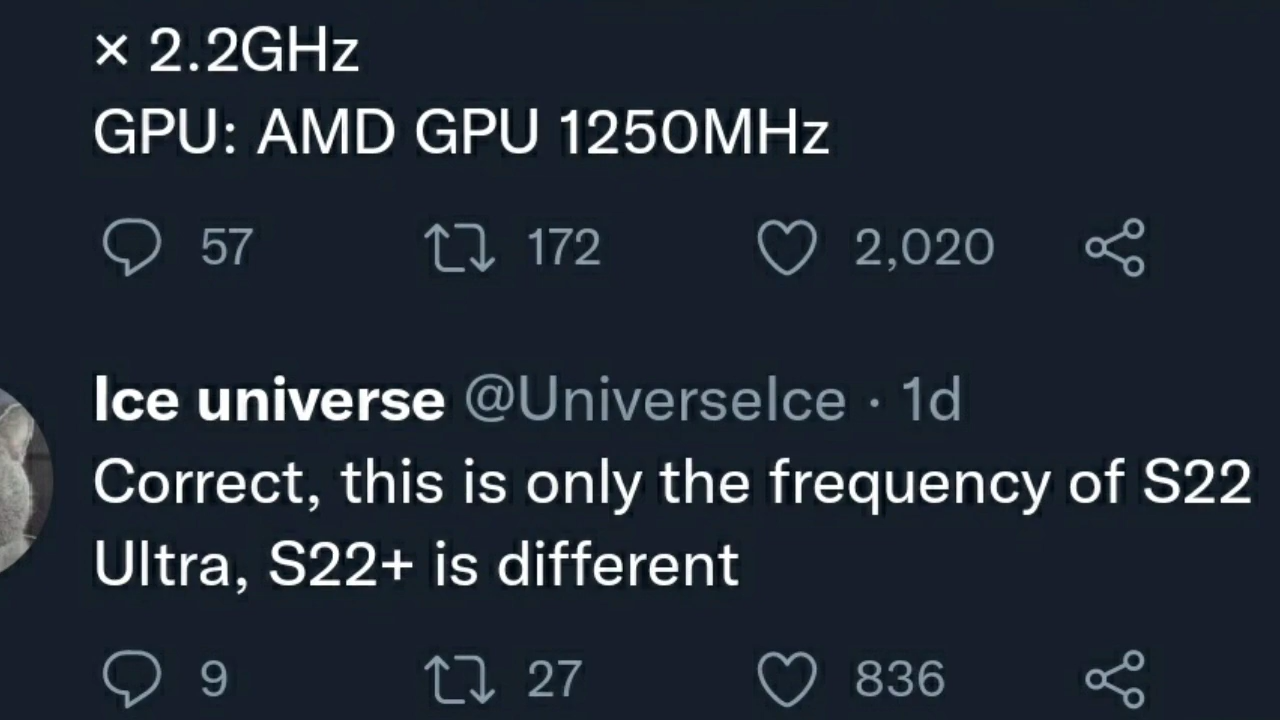 × 2.2GHz
GPU: AMD GPU 1250MHz
57 172 2,020
Ice universe @UniverseIce · 1d
Correct, this is only the frequency of S22
Ultra, S22+ is different
9 27 836